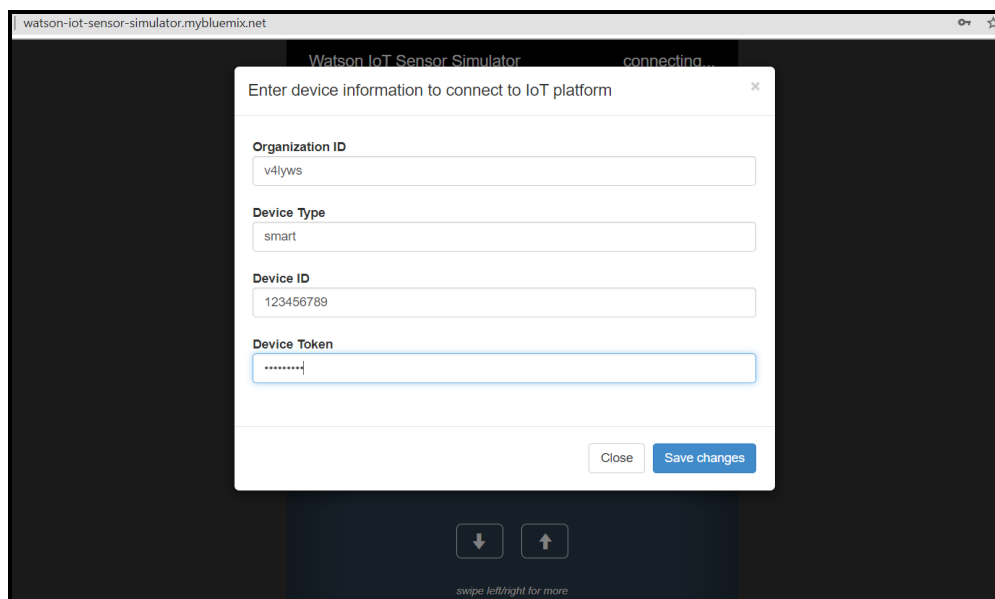 watson-iot-sensor-simulator.mybluemix.net
Watson IoT Sensor Simulator connecting...
Enter device information to connect to IoT platform ×
Organization ID
v4lyws
Device Type
smart
Device ID
123456789
Device Token
•••••••••
Close Save changes
swipe left/right for more